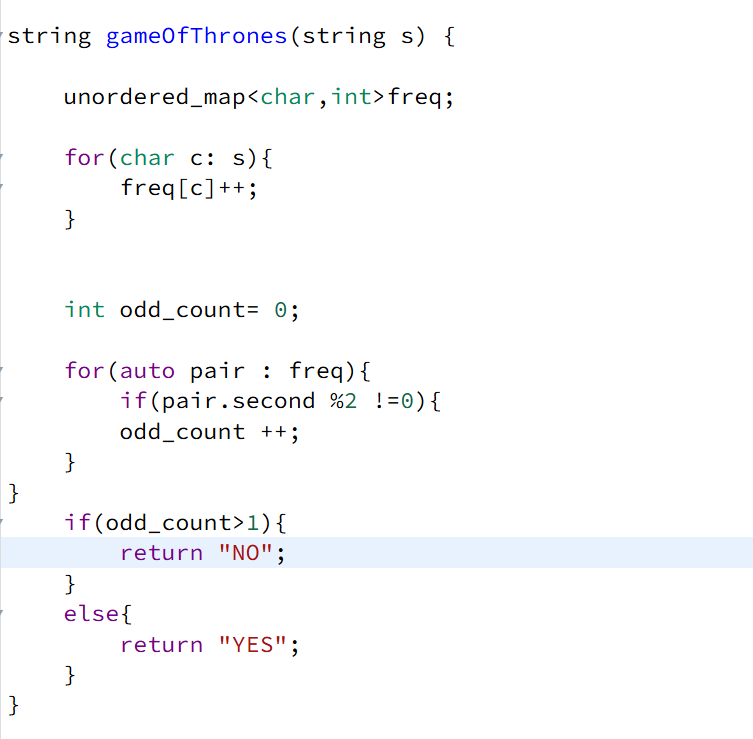 string gameOfThrones(string s) {
unordered_map<char,int>freq;
for(char c: s){
freq[c]++;
}
int odd_count= 0;
for(auto pair : freq){
if(pair.second %2 !=0){
odd_count ++;
}
}
if(odd_count>1){
return "NO";
}
else{
return "YES";
}
}